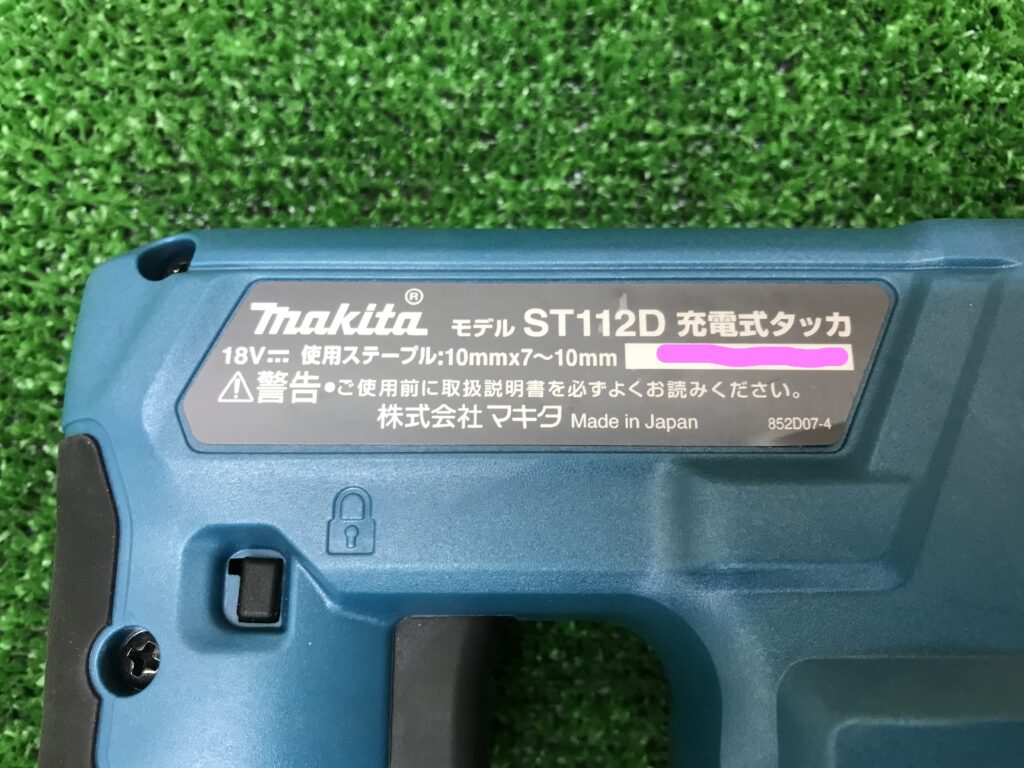 makita® モデル ST112D 充電式タッカ
18V⎓ 使用ステープル:10mmx7〜10mm
⚠警告●ご使用前に取扱説明書を必ずよくお読みください。
株式会社 マキタ Made in Japan 852D07-4